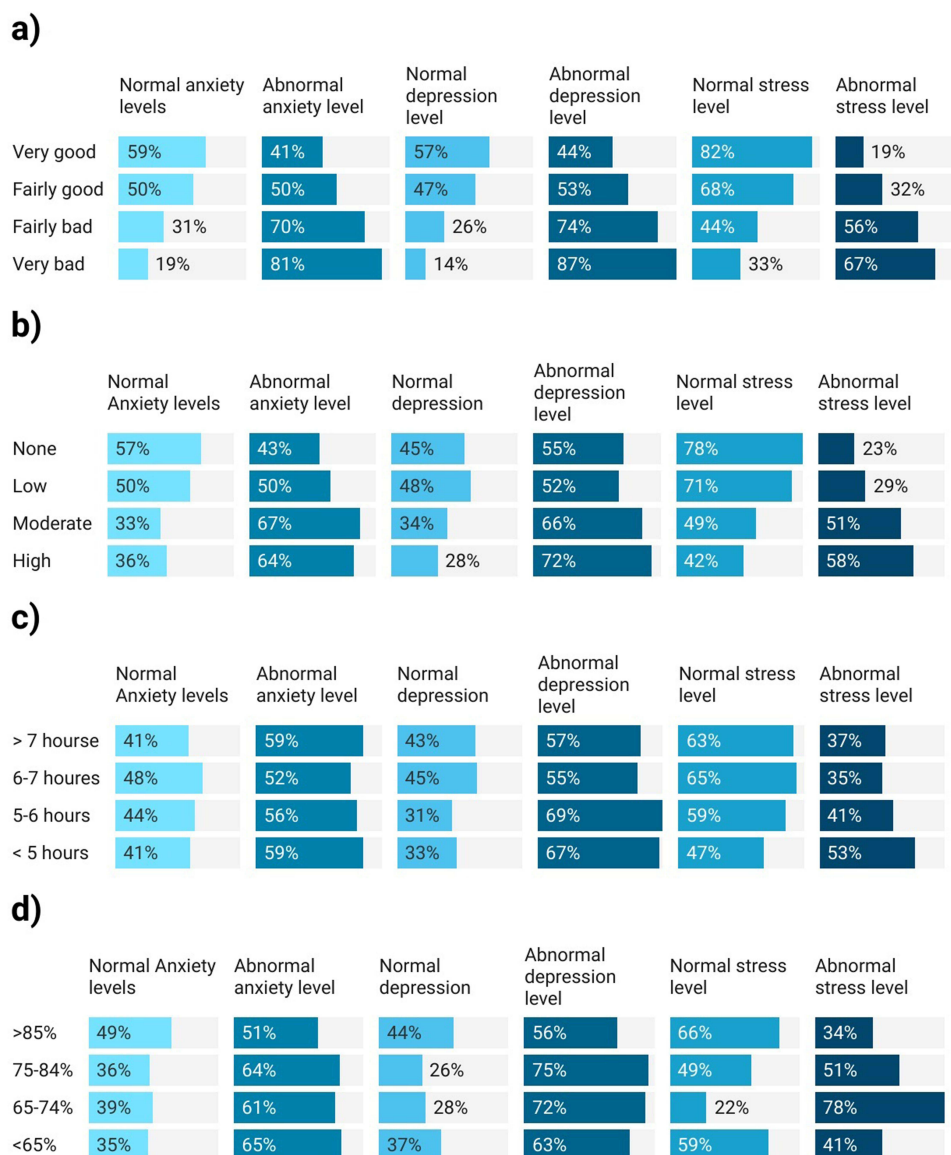 a)
Normal anxiety levels Abnormal anxiety level Normal depression level Abnormal depression level Normal stress level Abnormal stress level
Very good 59% 41% 57% 44% 82% 19%
Fairly good 50% 50% 47% 53% 68% 32%
Fairly bad 31% 70% 26% 74% 44% 56%
Very bad 19% 81% 14% 87% 33% 67%
b)
Normal Anxiety levels Abnormal anxiety level Normal depression Abnormal depression level Normal stress level Abnormal stress level
None 57% 43% 45% 55% 78% 23%
Low 50% 50% 48% 52% 71% 29%
Moderate 33% 67% 34% 66% 49% 51%
High 36% 64% 28% 72% 42% 58%
c)
Normal Anxiety levels Abnormal anxiety level Normal depression Abnormal depression level Normal stress level Abnormal stress level
> 7 hourse 41% 59% 43% 57% 63% 37%
6-7 houres 48% 52% 45% 55% 65% 35%
5-6 hours 44% 56% 31% 69% 59% 41%
< 5 hours 41% 59% 33% 67% 47% 53%
d)
Normal Anxiety levels Abnormal anxiety level Normal depression Abnormal depression level Normal stress level Abnormal stress level
>85% 49% 51% 44% 56% 66% 34%
75-84% 36% 64% 26% 75% 49% 51%
65-74% 39% 61% 28% 72% 22% 78%
<65% 35% 65% 37% 63% 59% 41%